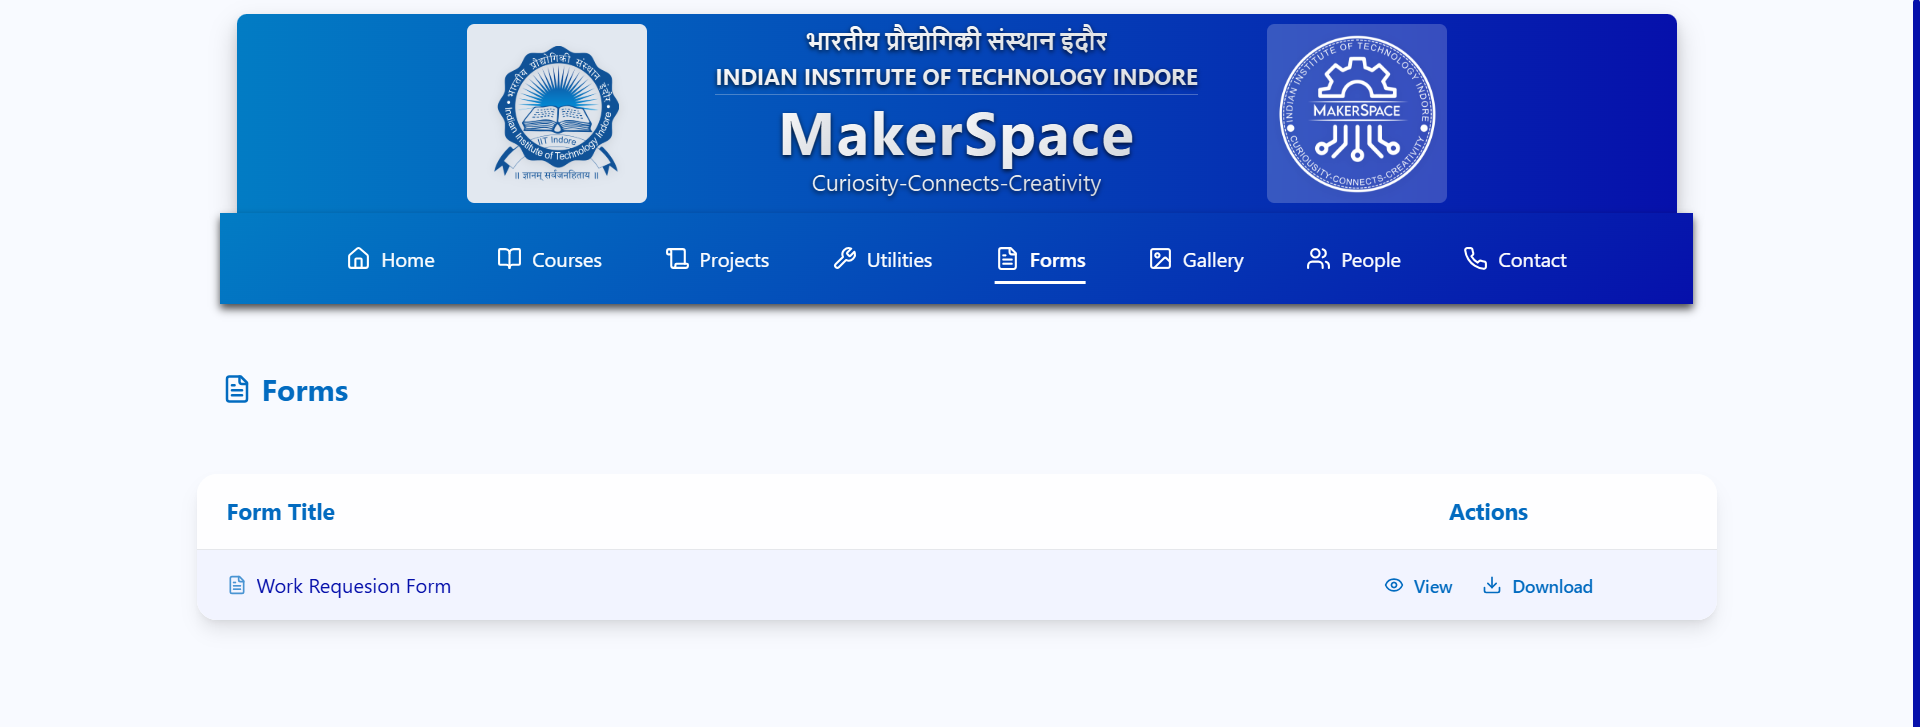 भारतीय प्रौद्योगिकी संस्थान इंदौर
INDIAN INSTITUTE OF TECHNOLOGY INDORE
MakerSpace
Curiosity-Connects-Creativity
भारतीय प्रौद्योगिकी संस्थान इंदौर
Indian Institute of Technology Indore
IIT Indore
॥ ज्ञानम् सर्वजनहिताय ॥
INDIAN INSTITUTE OF TECHNOLOGY INDORE
MAKERSPACE
CURIOUSITY-CONNECTS-CREATIVITY
Home Courses Projects Utilities Forms Gallery People Contact
Forms
Form Title Actions
Work Requesion Form View Download